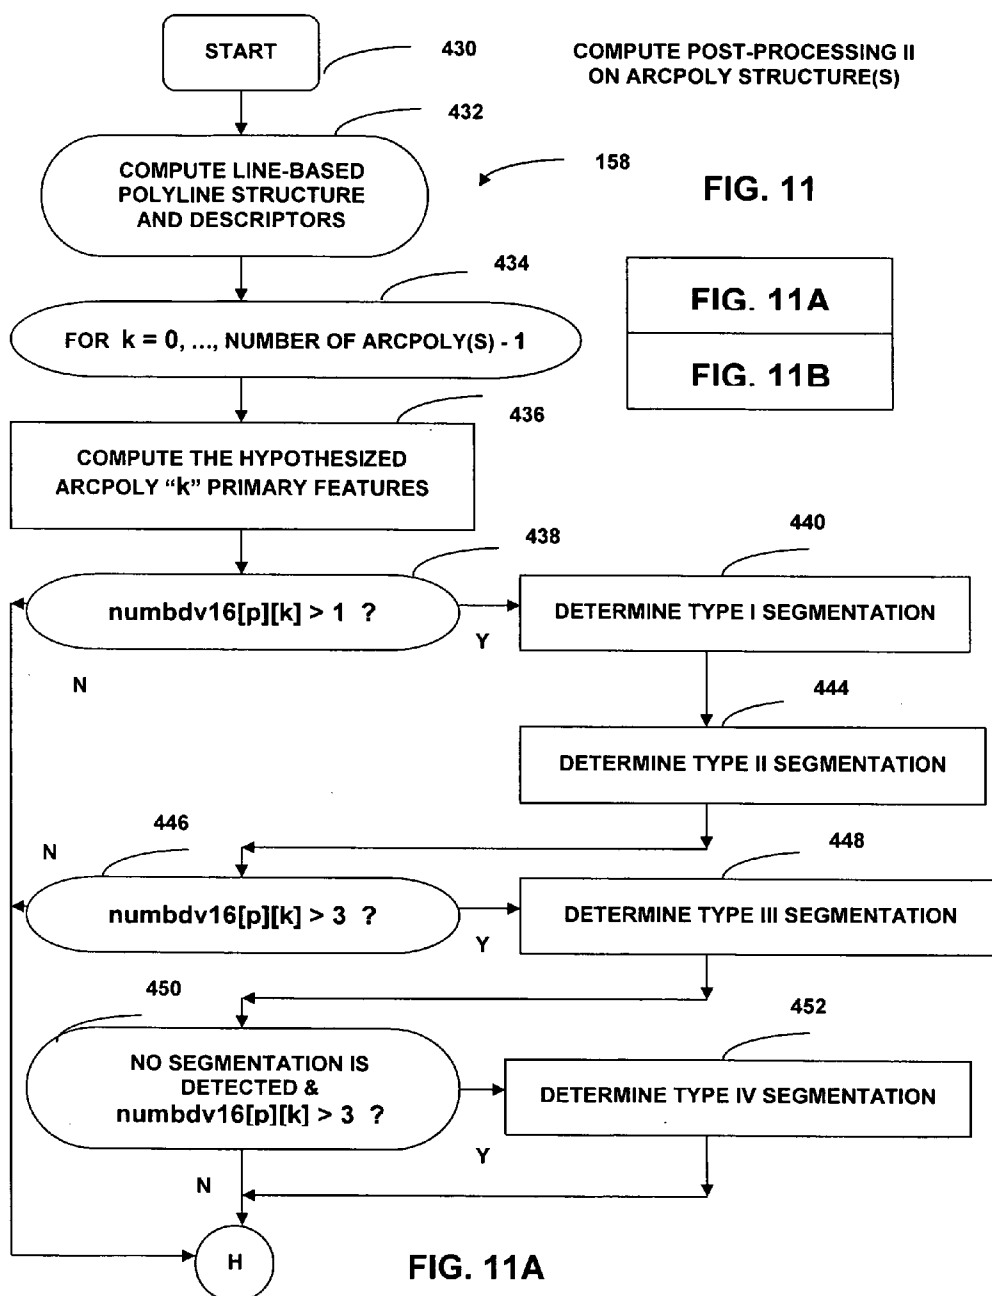 START
430
COMPUTE POST-PROCESSING II
ON ARCPOLY STRUCTURE(S)
432
COMPUTE LINE-BASED
POLYLINE STRUCTURE
AND DESCRIPTORS
158
FIG. 11
434
FIG. 11A
FOR k = 0, ..., NUMBER OF ARCPOLY(S) - 1
FIG. 11B
436
COMPUTE THE HYPOTHESIZED
ARCPOLY “k” PRIMARY FEATURES
438
440
numbdv16[p][k] > 1 ?
Y
DETERMINE TYPE I SEGMENTATION
N
444
DETERMINE TYPE II SEGMENTATION
446
N
448
numbdv16[p][k] > 3 ?
Y
DETERMINE TYPE III SEGMENTATION
450
452
NO SEGMENTATION IS
DETECTED &
numbdv16[p][k] > 3 ?
DETERMINE TYPE IV SEGMENTATION
Y
N
H
FIG. 11A